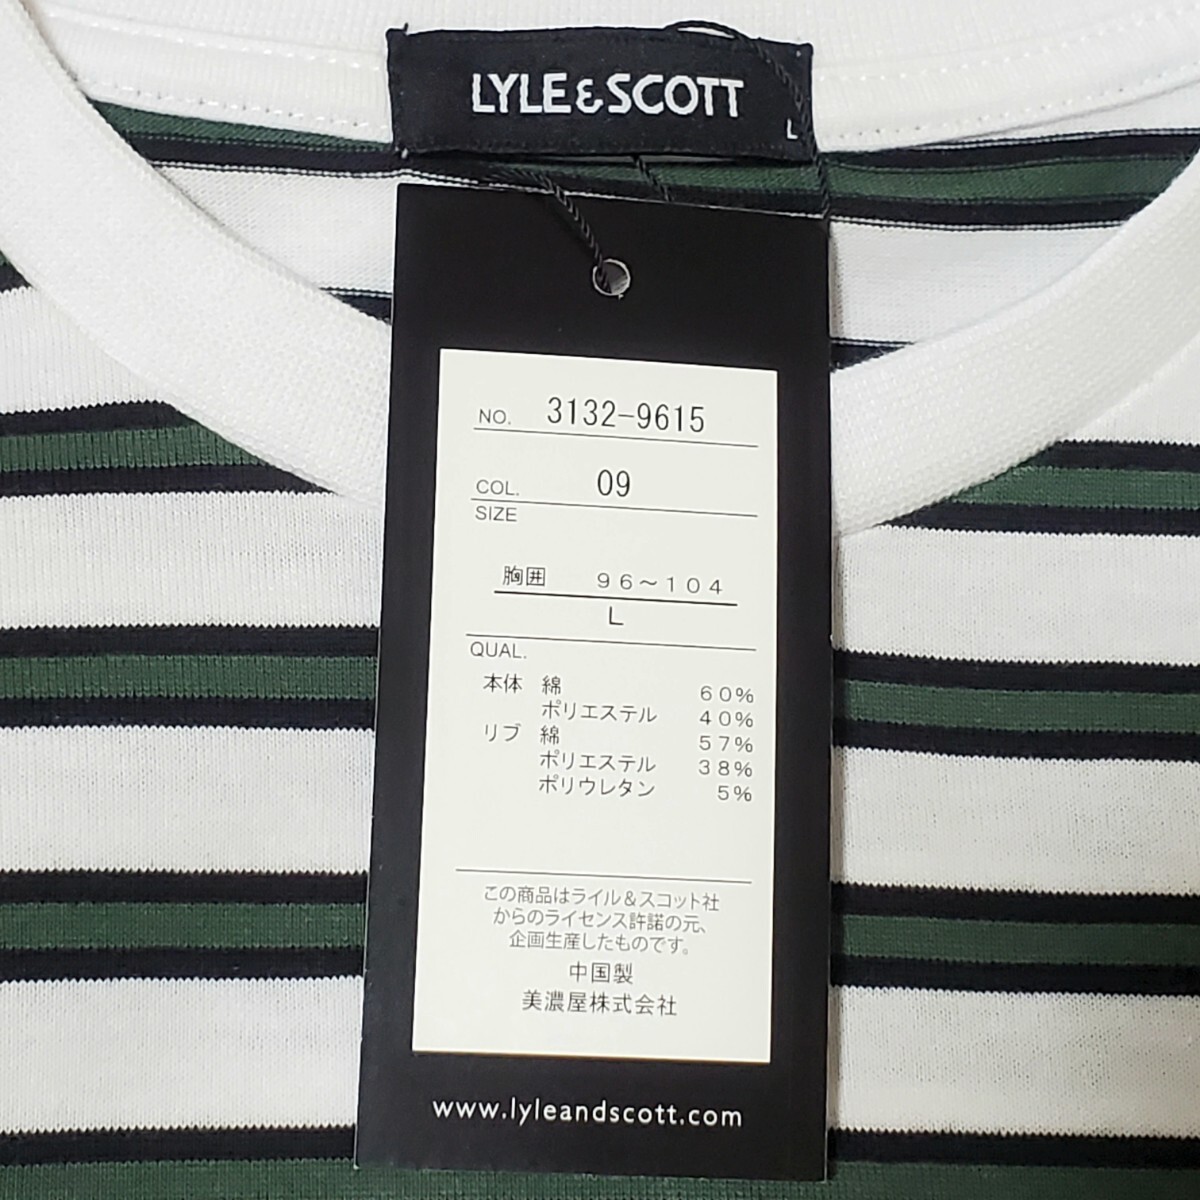 LYLE & SCOTT
L
NO. 3132-9615
COL. 09
SIZE
胸囲 96～104
L
QUAL.
本体 綿 60%
ポリエステル 40%
リブ 綿 57%
ポリエステル 38%
ポリウレタン 5%
この商品はライル＆スコット社
からのライセンス許諾の元、
企画生産したものです。
中国製
美濃屋株式会社
www.lyleandscott.com